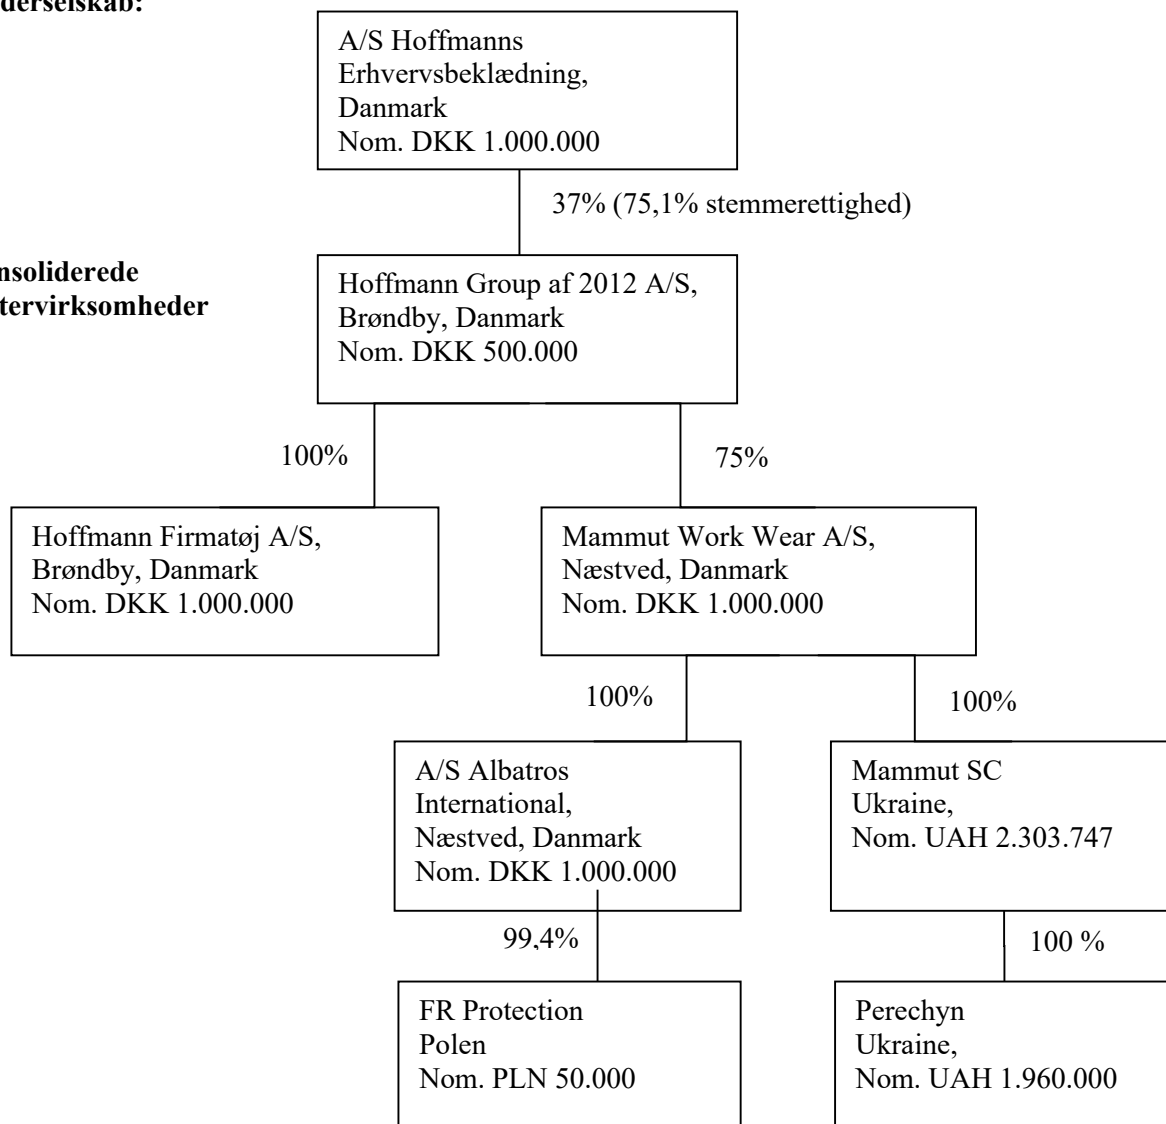 derselskab:
A/S Hoffmanns
Erhvervsbeklædning,
Danmark
Nom. DKK 1.000.000
37% (75,1% stemmerettighed)
nsoliderede
tervirksomheder
Hoffmann Group af 2012 A/S,
Brøndby, Danmark
Nom. DKK 500.000
100%
75%
Hoffmann Firmatøj A/S,
Brøndby, Danmark
Nom. DKK 1.000.000
Mammut Work Wear A/S,
Næstved, Danmark
Nom. DKK 1.000.000
100%
100%
A/S Albatros
International,
Næstved, Danmark
Nom. DKK 1.000.000
Mammut SC
Ukraine,
Nom. UAH 2.303.747
99,4%
100 %
FR Protection
Polen
Nom. PLN 50.000
Perechyn
Ukraine,
Nom. UAH 1.960.000